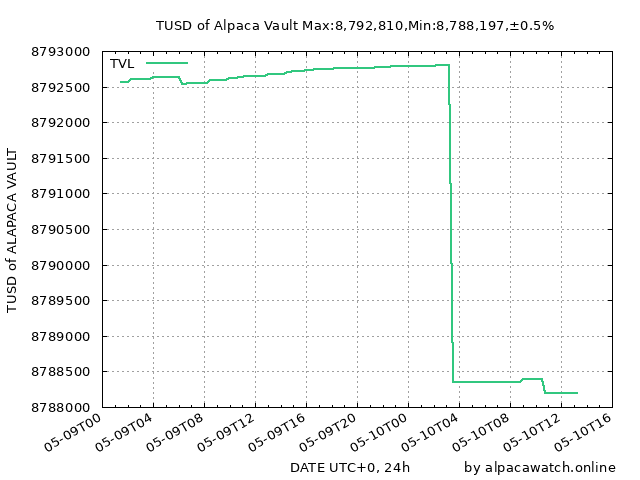 TUSD of Alpaca Vault Max:8,792,810,Min:8,788,197,±0.5%
TVL
8793000
8792500
8792000
8791500
8791000
8790500
8790000
8789500
8789000
8788500
8788000
TUSD of ALAPACA VAULT
05-09T00
05-09T04
05-09T08
05-09T12
05-09T16
05-09T20
05-10T00
05-10T04
05-10T08
05-10T12
05-10T16
DATE UTC+0, 24h
by alpacawatch.online